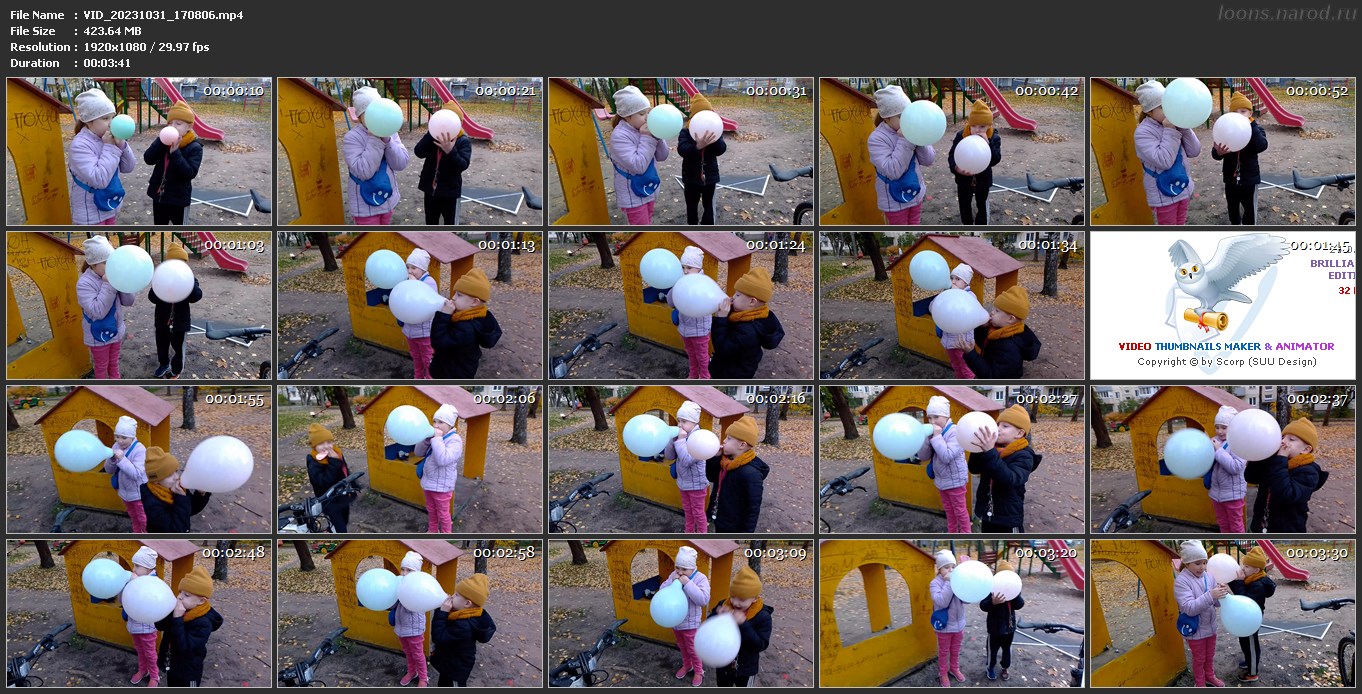 File Name : VID_20231031_170806.mp4
loons.narod.ru
File Size : 423.64 MB
Resolution : 1920x1080 / 29.97 fps
Duration : 00:03:41
00:00:10
00:00:21
00:00:31
00:00:42
00:00:52
00:01:03
00:01:13
00:01:24
00:01:34
00:01:45
BRILLIA
EDITI
32
VIDEO THUMBNAILS MAKER & ANIMATOR
Copyright © by Scorp (SUU Design)
00:01:55
00:02:06
00:02:16
00:02:27
00:02:37
00:02:48
00:02:58
00:03:09
00:03:20
00:03:30